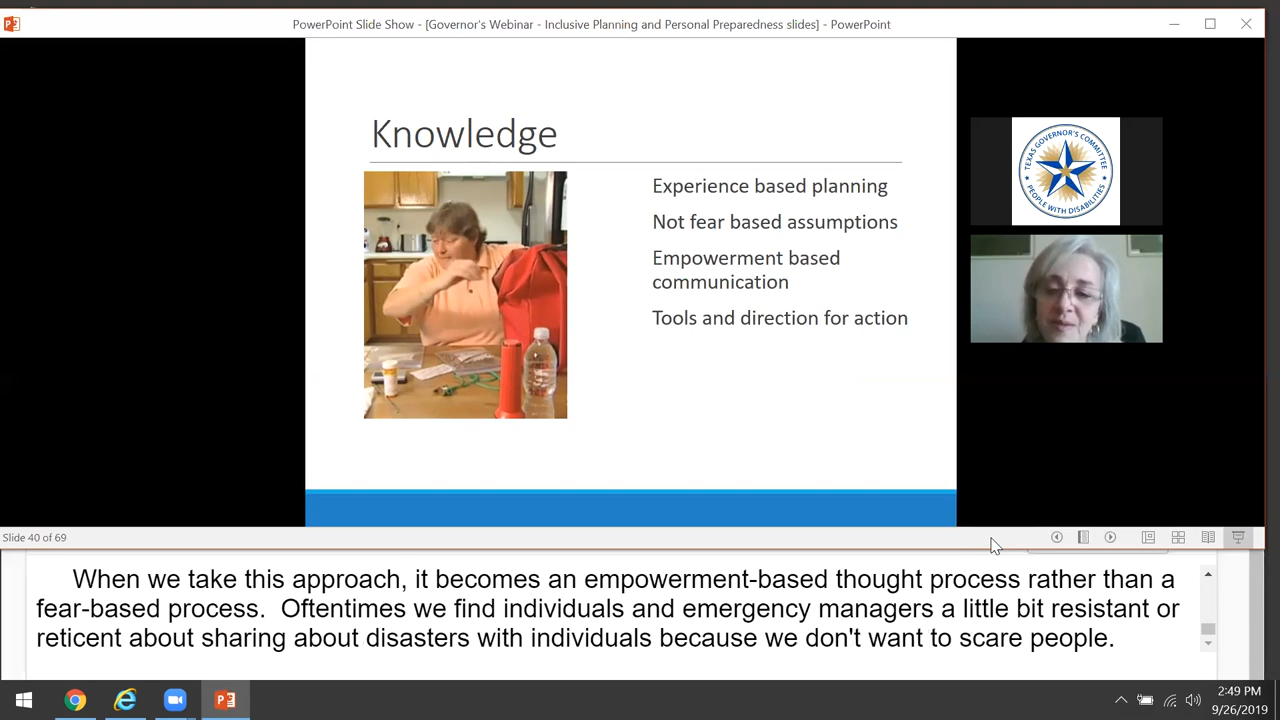 PowerPoint Slide Show - [Governor's Webinar - Inclusive Planning and Personal Preparedness slides] - PowerPoint
Knowledge
Experience based planning
Not fear based assumptions
Empowerment based
communication
Tools and direction for action
TEXAS GOVERNOR'S COMMITTEE
PEOPLE WITH DISABILITIES
Slide 40 of 69
When we take this approach, it becomes an empowerment-based thought process rather than a
fear-based process.  Oftentimes we find individuals and emergency managers a little bit resistant or
reticent about sharing about disasters with individuals because we don't want to scare people.
2:49 PM
9/26/2019